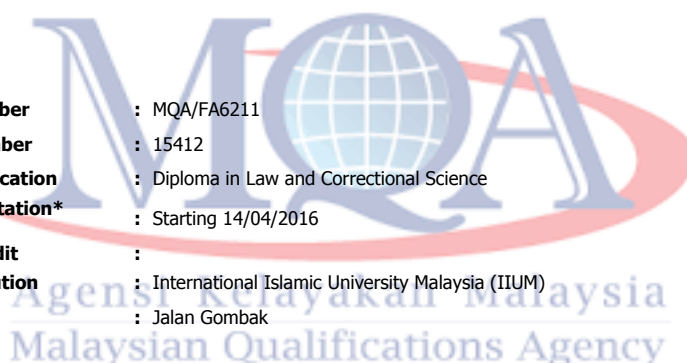 MQA
ber : MQA/FA6211
ber : 15412
cation : Diploma in Law and Correctional Science
tation* : Starting 14/04/2016
dit :
ution : International Islamic University Malaysia (IIUM)
: Jalan Gombak
Agensi Kelayakan Malaysia
Malaysian Qualifications Agency